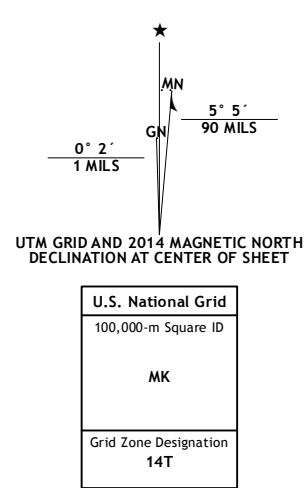 MN
GN
5° 5´
90 MILS
0° 2´
1 MILS
UTM GRID AND 2014 MAGNETIC NORTH
DECLINATION AT CENTER OF SHEET
U.S. National Grid
100,000-m Square ID
MK
Grid Zone Designation
14T